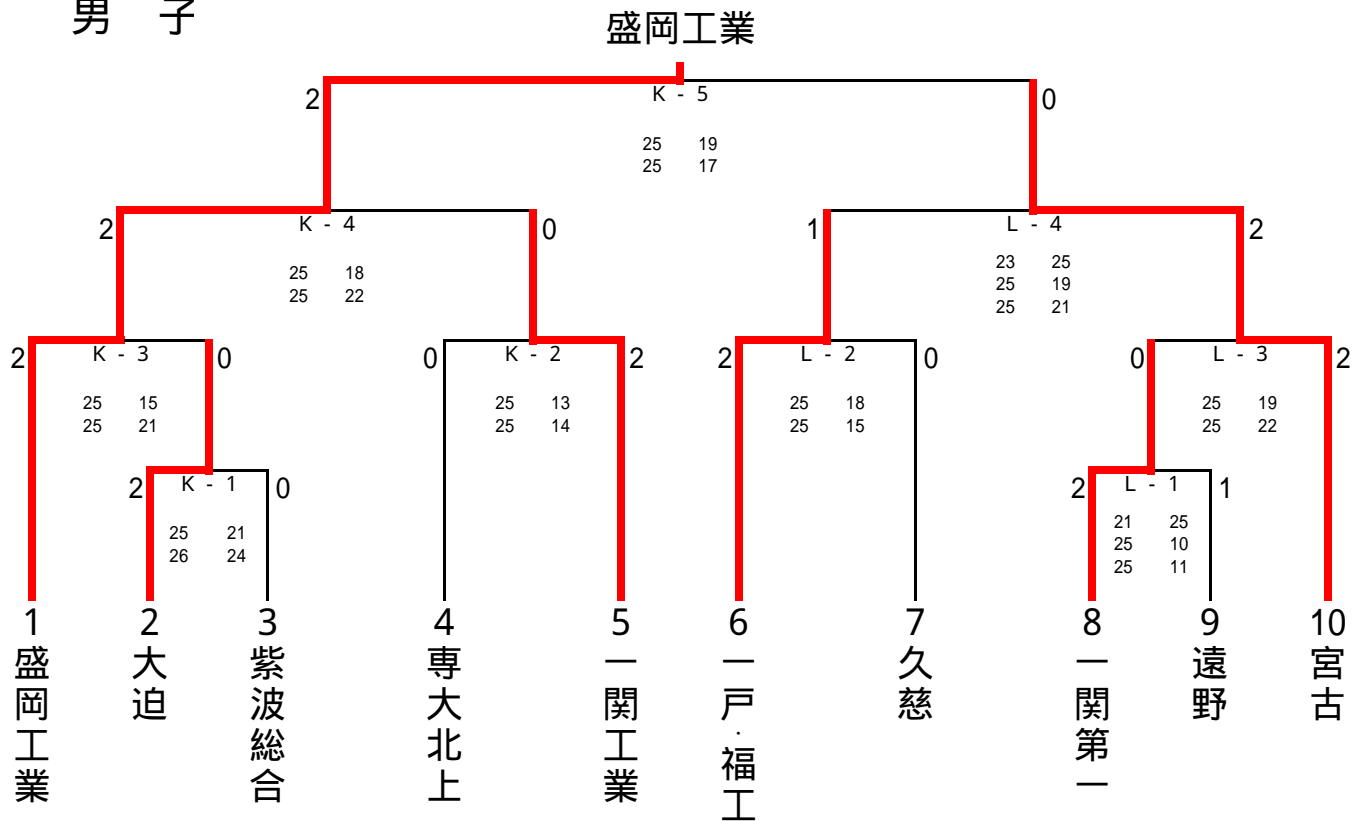 男 子
盛岡工業
2 0
K - 5
25 19
25 17
2 0 1 2
K - 4 L - 4
25 18
25 22
23 25
25 19
25 21
2 0 0 2 2 0 0 2
K - 3 K - 2 L - 2 L - 3
25 15 25 13 25 18 25 19
25 21 25 14 25 15 25 22
2 0 2 1
K - 1 L - 1
25 21
26 24
21 25
25 10
25 11
1 2 3 4 5 6 7 8 9 10
盛岡工業
大迫
紫波総合
専大北上
一関工業
一戸·福工
久慈
一関第一
遠野
宮古